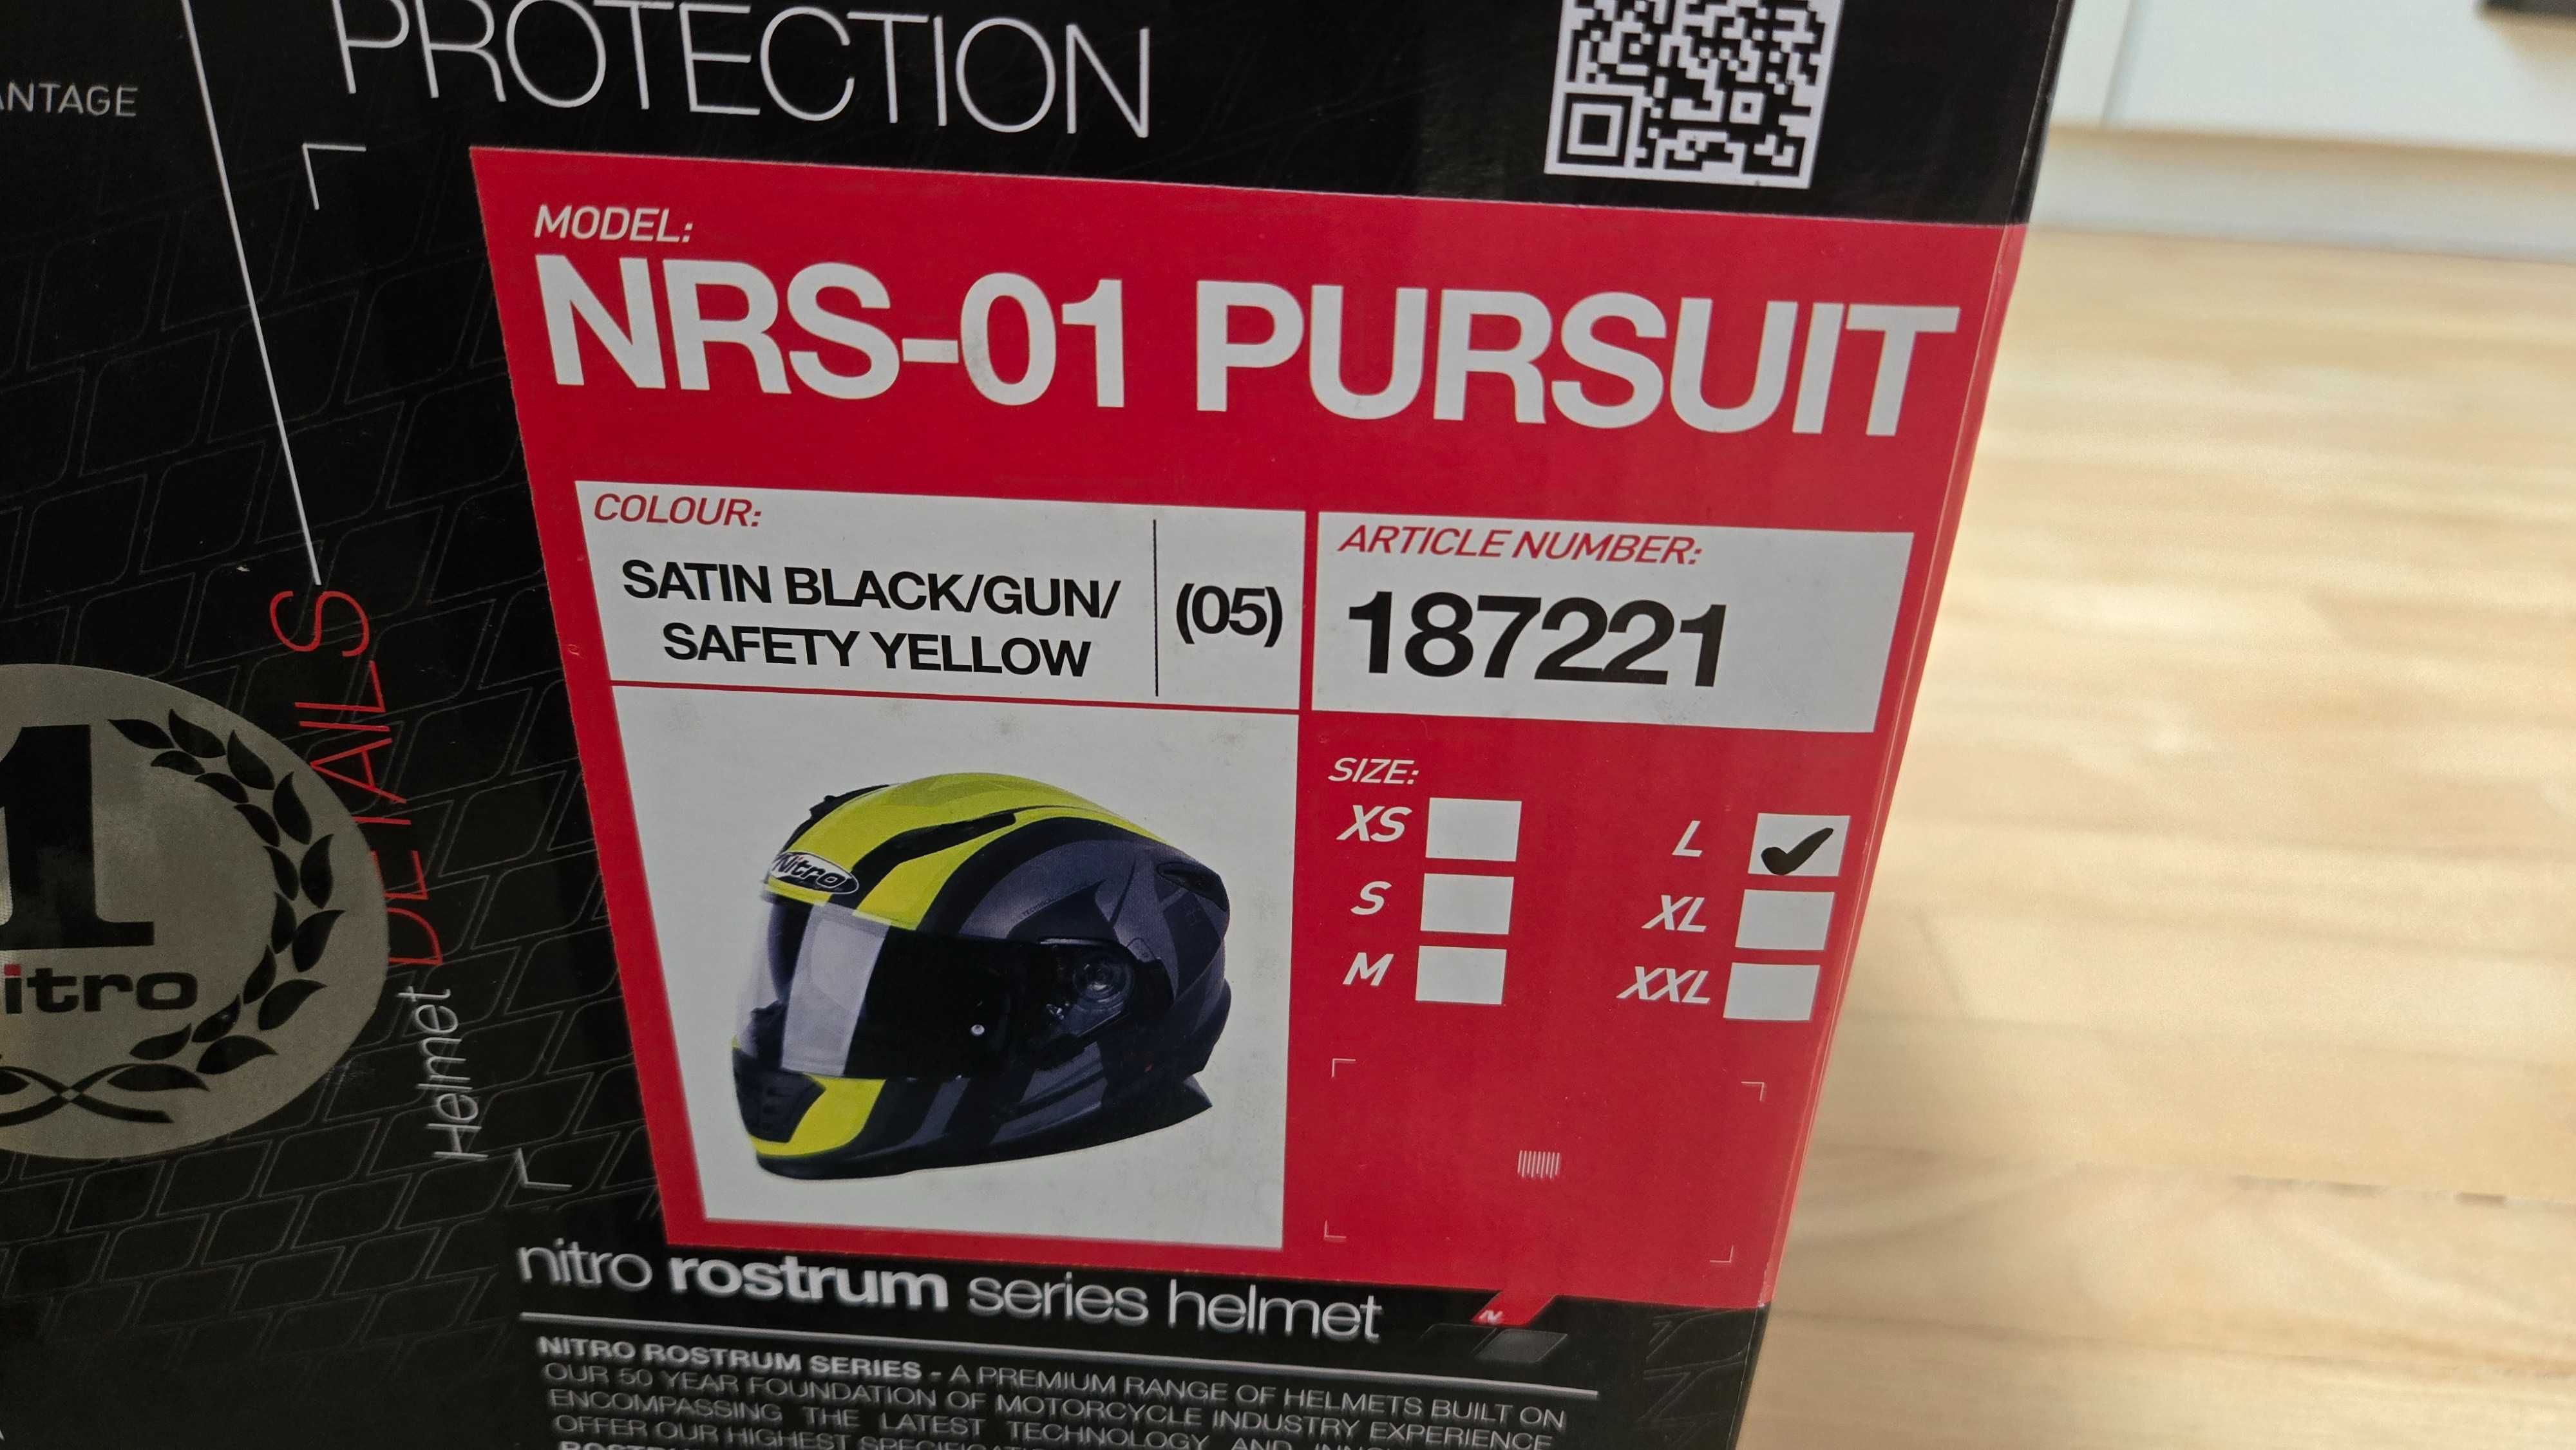 PROTECTION
ANTAGE
MODEL:
NRS-01 PURSUIT
COLOUR:
SATIN BLACK/GUN/
SAFETY YELLOW
(05)
ARTICLE NUMBER:
187221
SIZE:
XS
S
M
L
XL
XXL
Nitro
Helmet DETAILS
1
itro
nitro rostrum series helmet
NITRO ROSTRUM SERIES - A PREMIUM RANGE OF HELMETS BUILT ON
OUR 50 YEAR FOUNDATION OF MOTORCYCLE INDUSTRY EXPERIENCE
ENCOMPASSING THE LATEST TECHNOLOGY AND
OFFER OUR HIGHEST